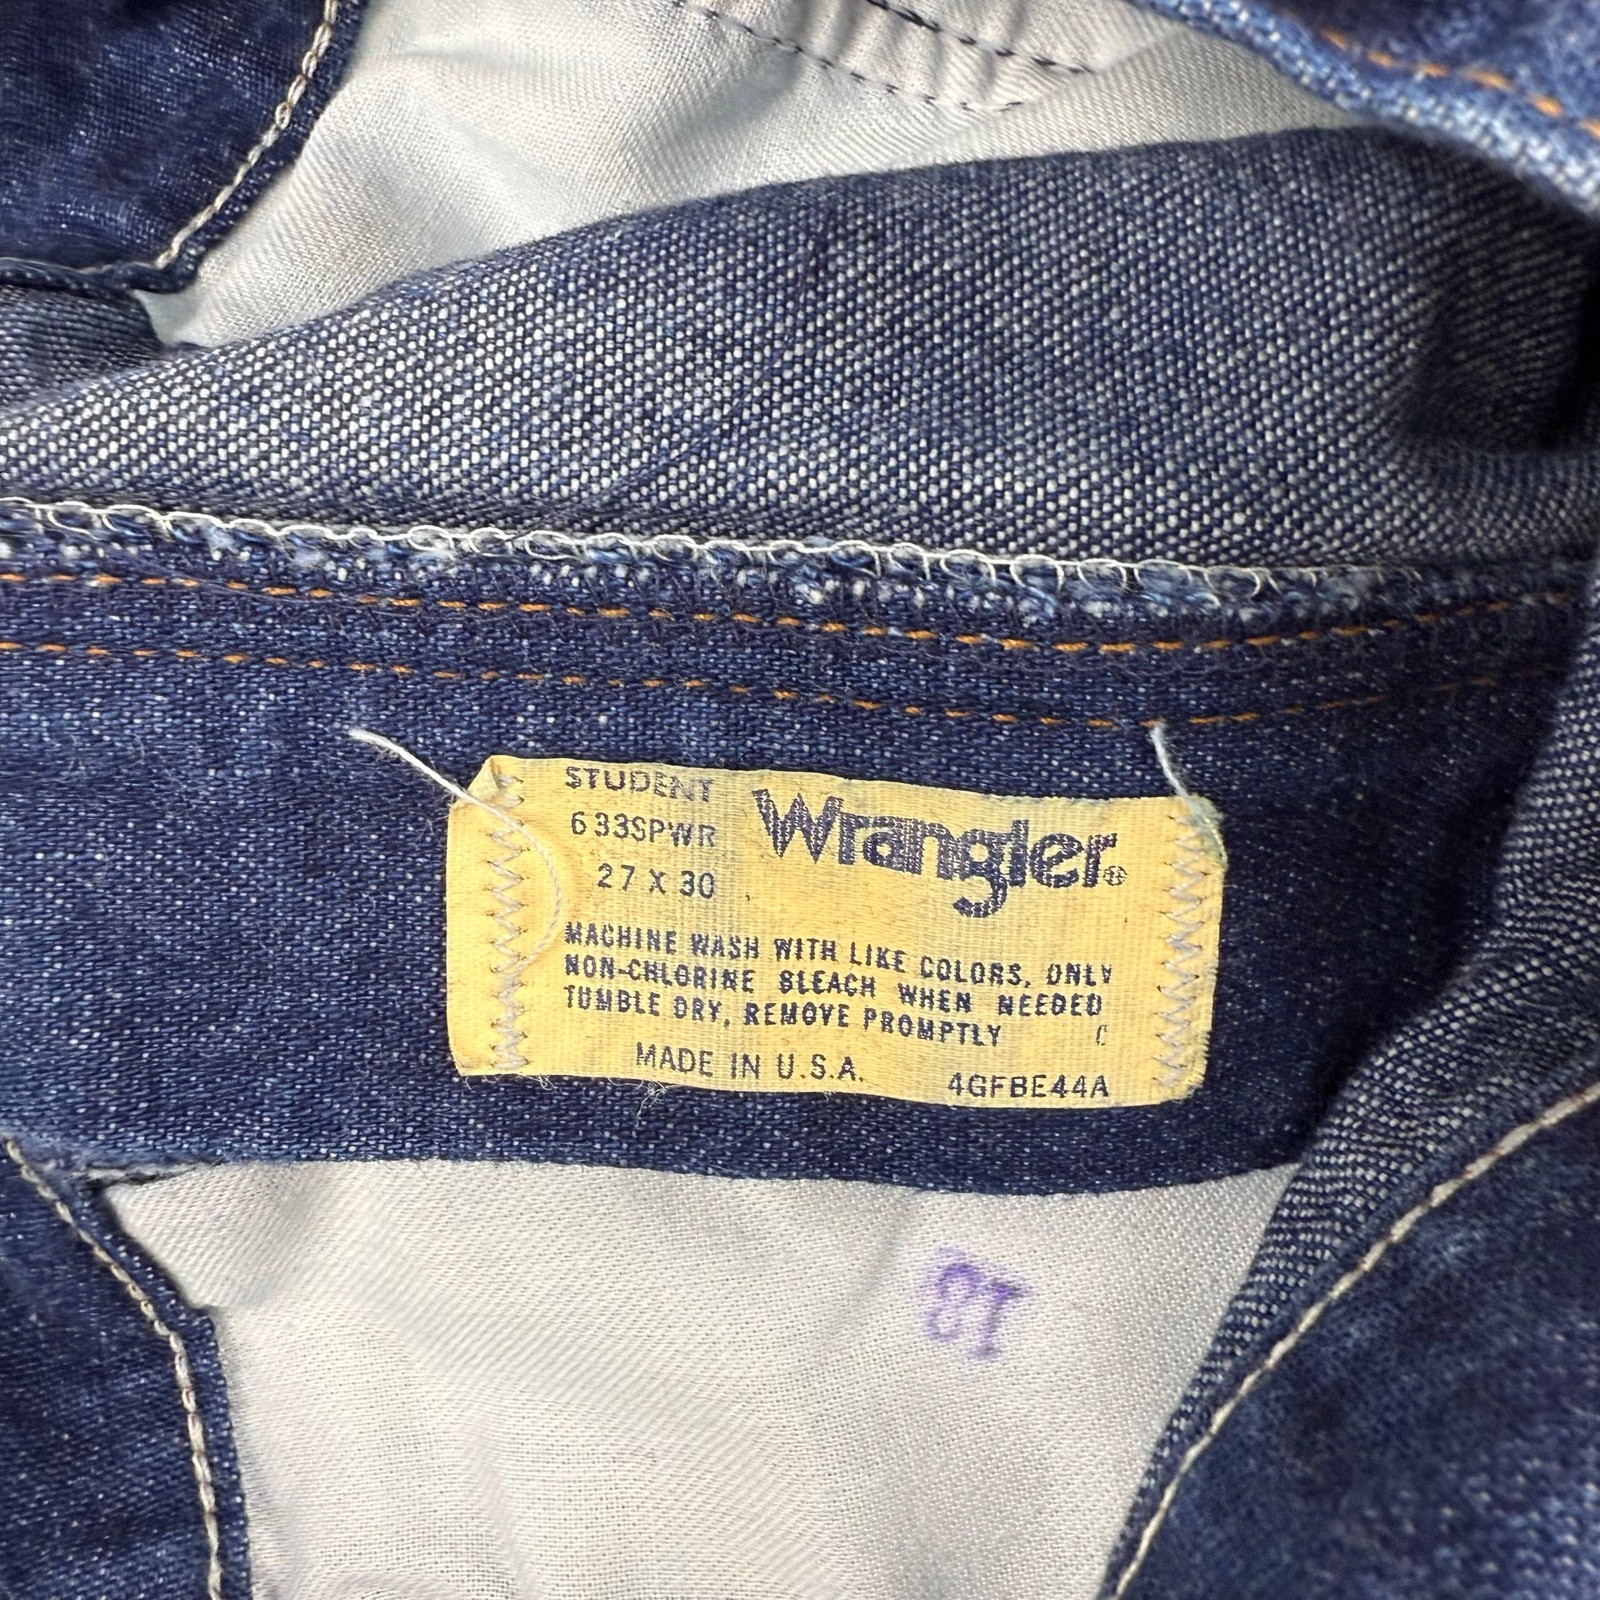 STUDENT
633SPWR
27 X 30
Wrangler®
MACHINE WASH WITH LIKE COLORS, ONLY
NON-CHLORINE BLEACH WHEN NEEDED
TUMBLE DRY, REMOVE PROMPTLY
C
MADE IN U.S.A.
4GFBE44A